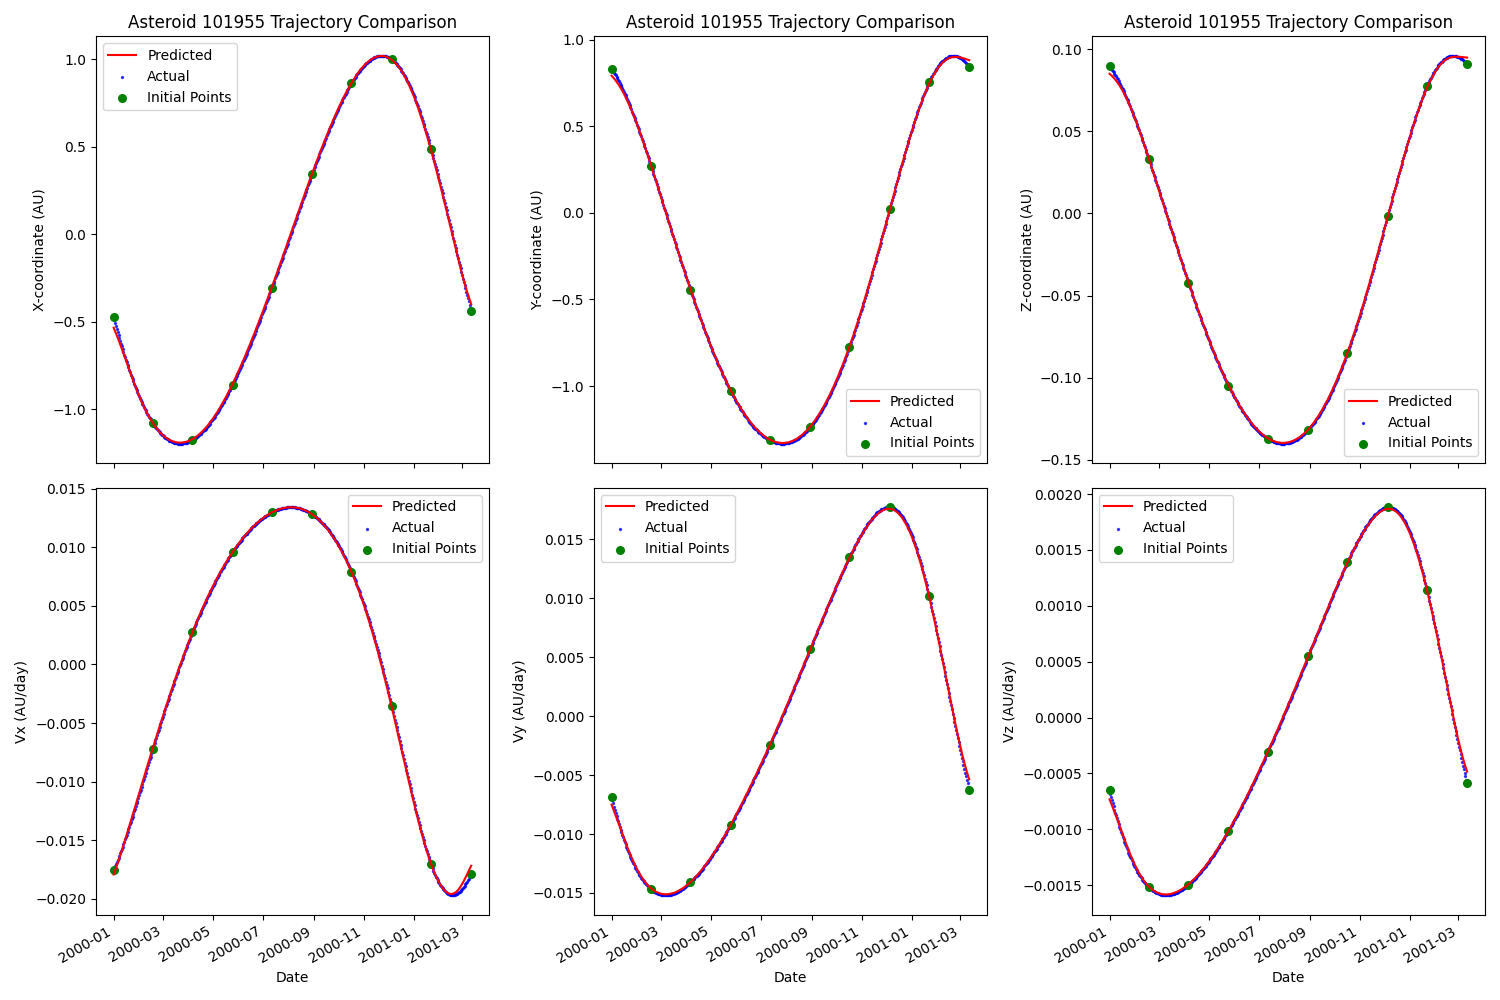 Asteroid 101955 Trajectory Comparison
Predicted
Actual
Initial Points
1.0
0.5
0.0
−0.5
−1.0
X-coordinate (AU)
Asteroid 101955 Trajectory Comparison
1.0
0.5
0.0
−0.5
−1.0
Y-coordinate (AU)
Predicted
Actual
Initial Points
Asteroid 101955 Trajectory Comparison
0.10
0.05
0.00
−0.05
−0.10
−0.15
Z-coordinate (AU)
Predicted
Actual
Initial Points
0.015
0.010
0.005
0.000
−0.005
−0.010
−0.015
−0.020
Vx (AU/day)
Predicted
Actual
Initial Points
2000-01
2000-03
2000-05
2000-07
2000-09
2000-11
2001-01
2001-03
Date
0.015
0.010
0.005
0.000
−0.005
−0.010
−0.015
Vy (AU/day)
Predicted
Actual
Initial Points
2000-01
2000-03
2000-05
2000-07
2000-09
2000-11
2001-01
2001-03
Date
0.0020
0.0015
0.0010
0.0005
0.0000
−0.0005
−0.0010
−0.0015
Vz (AU/day)
Predicted
Actual
Initial Points
2000-01
2000-03
2000-05
2000-07
2000-09
2000-11
2001-01
2001-03
Date